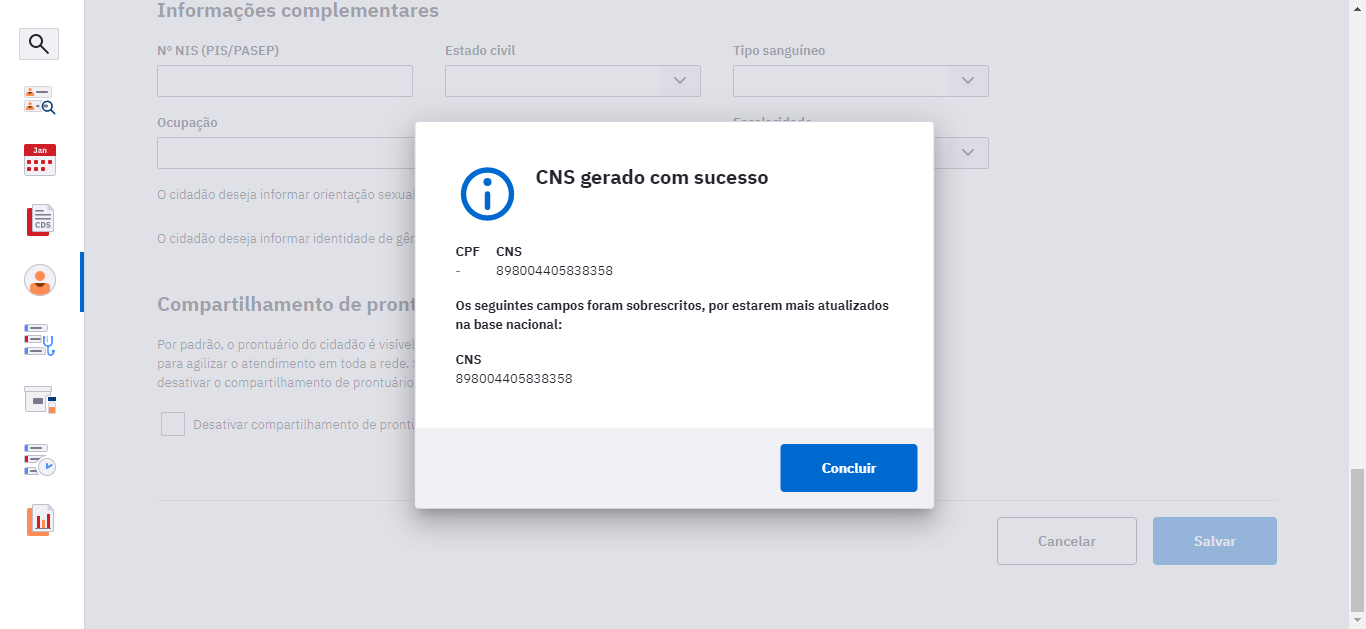 Informações complementares
Nº NIS (PIS/PASEP)
Estado civil
Tipo sanguíneo
Ocupação
O cidadão deseja informar orientação sexual
O cidadão deseja informar identidade de gên
Compartilhamento de pront
Por padrão, o prontuário do cidadão é visível
para agilizar o atendimento em toda a rede.
desativar o compartilhamento de prontuário
Desativar compartilhamento de prontu
CNS gerado com sucesso
CPF CNS
- 898004405838358
Os seguintes campos foram sobrescritos, por estarem mais atualizados
na base nacional:
CNS
898004405838358
Concluir
Cancelar
Salvar
Jan
CDS